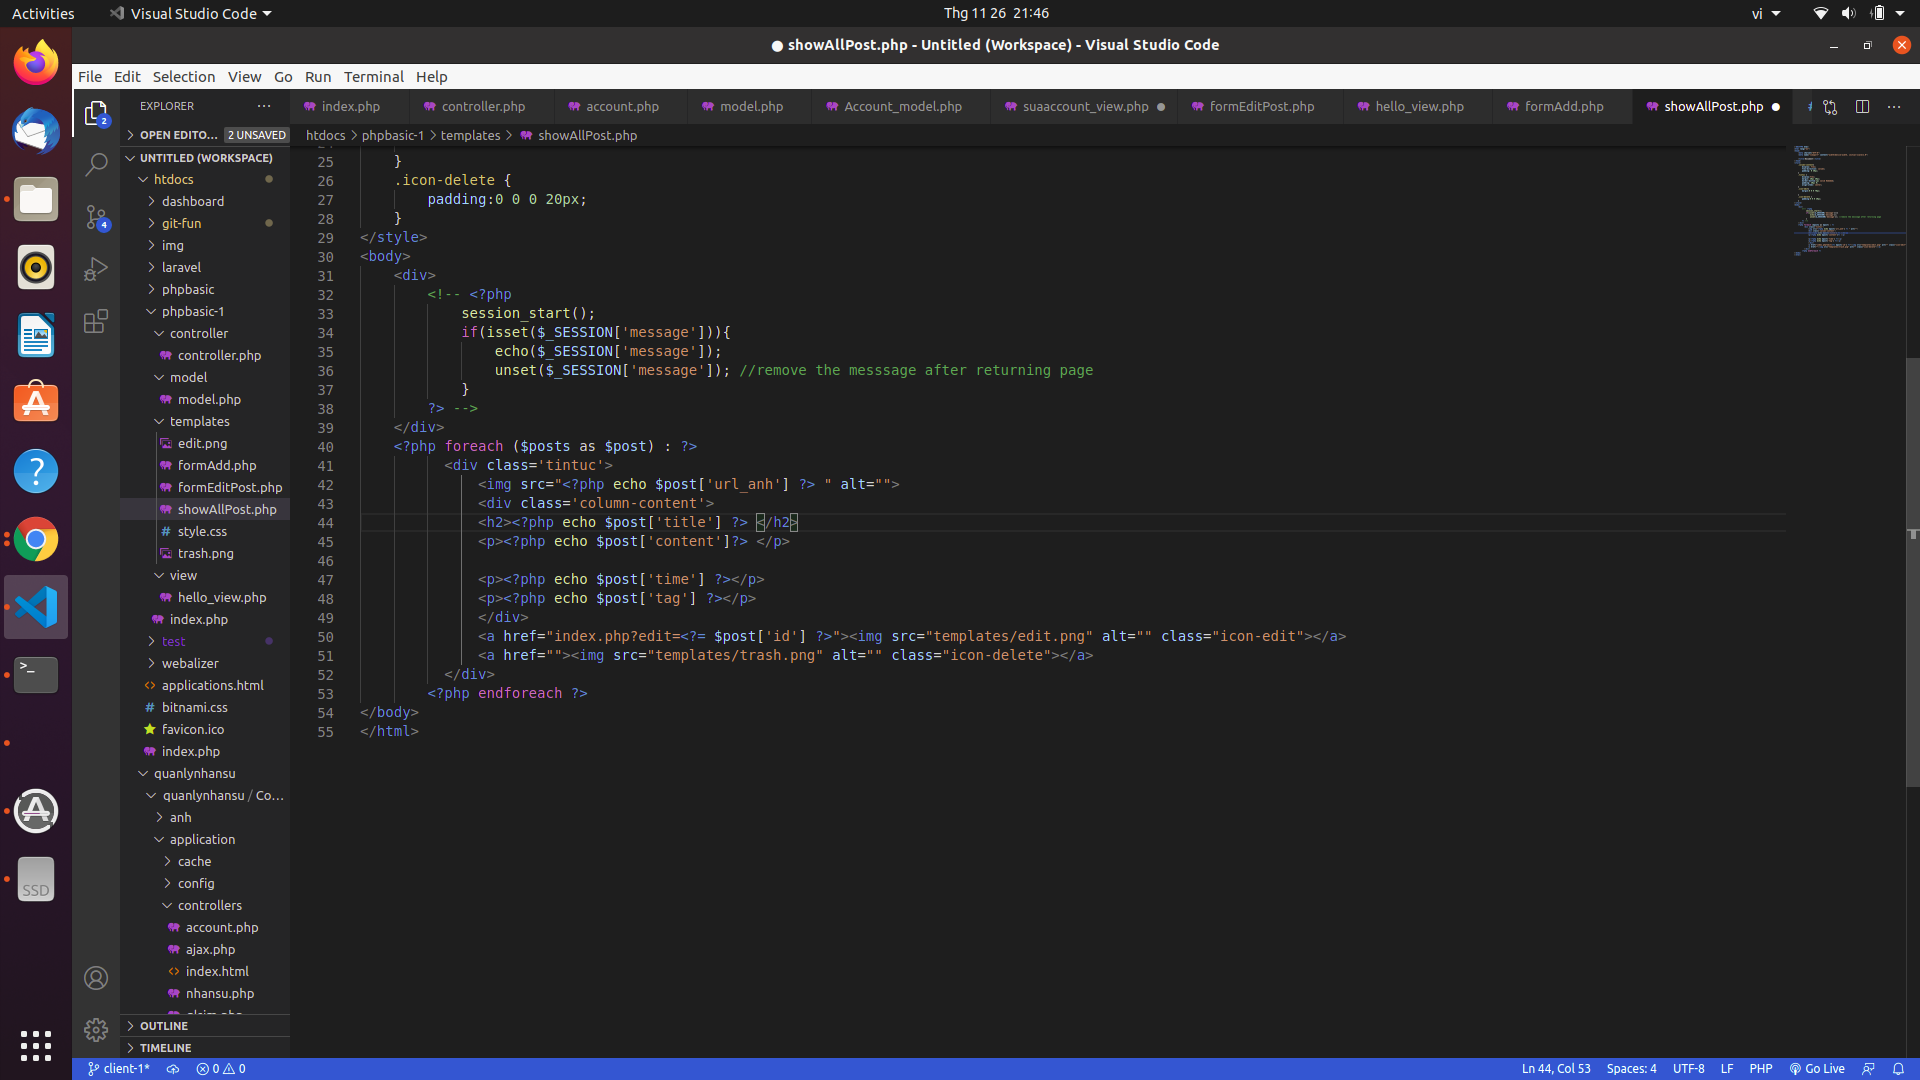 Activities
Visual Studio Code
Thg 11 26 21:46
vi
● showAllPost.php - Untitled (Workspace) - Visual Studio Code
File Edit Selection View Go Run Terminal Help
EXPLORER
index.php
controller.php
account.php
model.php
Account_model.php
suaaccount_view.php
formEditPost.php
hello_view.php
formAdd.php
showAllPost.php
OPEN EDITO... 2 UNSAVED
htdocs > phpbasic-1 > templates > showAllPost.php
UNTITLED (WORKSPACE)
htdocs
dashboard
git-fun
img
laravel
phpbasic
phpbasic-1
controller
controller.php
model
model.php
templates
edit.png
formAdd.php
formEditPost.php
showAllPost.php
style.css
trash.png
view
hello_view.php
index.php
test
webalizer
applications.html
bitnami.css
favicon.ico
index.php
quanlynhansu
quanlynhansu / Co...
anh
application
cache
config
controllers
account.php
ajax.php
index.html
nhansu.php
OUTLINE
TIMELINE
2
4
25 }
26 .icon-delete {
27 padding:0 0 0 20px;
28 }
29 </style>
30 <body>
31 <div>
32 <!-- <?php
33 session_start();
34 if(isset($_SESSION['message'])){
35 echo($_SESSION['message']);
36 unset($_SESSION['message']); //remove the messsage after returning page
37 }
38 ?> -->
39 </div>
40 <?php foreach ($posts as $post) : ?>
41 <div class='tintuc'>
42 <img src="<?php echo $post['url_anh'] ?> " alt="">
43 <div class='column-content'>
44 <h2><?php echo $post['title'] ?> </h2>
45 <p><?php echo $post['content']?> </p>
46
47 <p><?php echo $post['time'] ?></p>
48 <p><?php echo $post['tag'] ?></p>
49 </div>
50 <a href="index.php?edit=<?= $post['id'] ?>"><img src="templates/edit.png" alt="" class="icon-edit"></a>
51 <a href=""><img src="templates/trash.png" alt="" class="icon-delete"></a>
52 </div>
53 <?php endforeach ?>
54 </body>
55 </html>
SSD
client-1*
0 0
Ln 44, Col 53
Spaces: 4
UTF-8
LF
PHP
Go Live